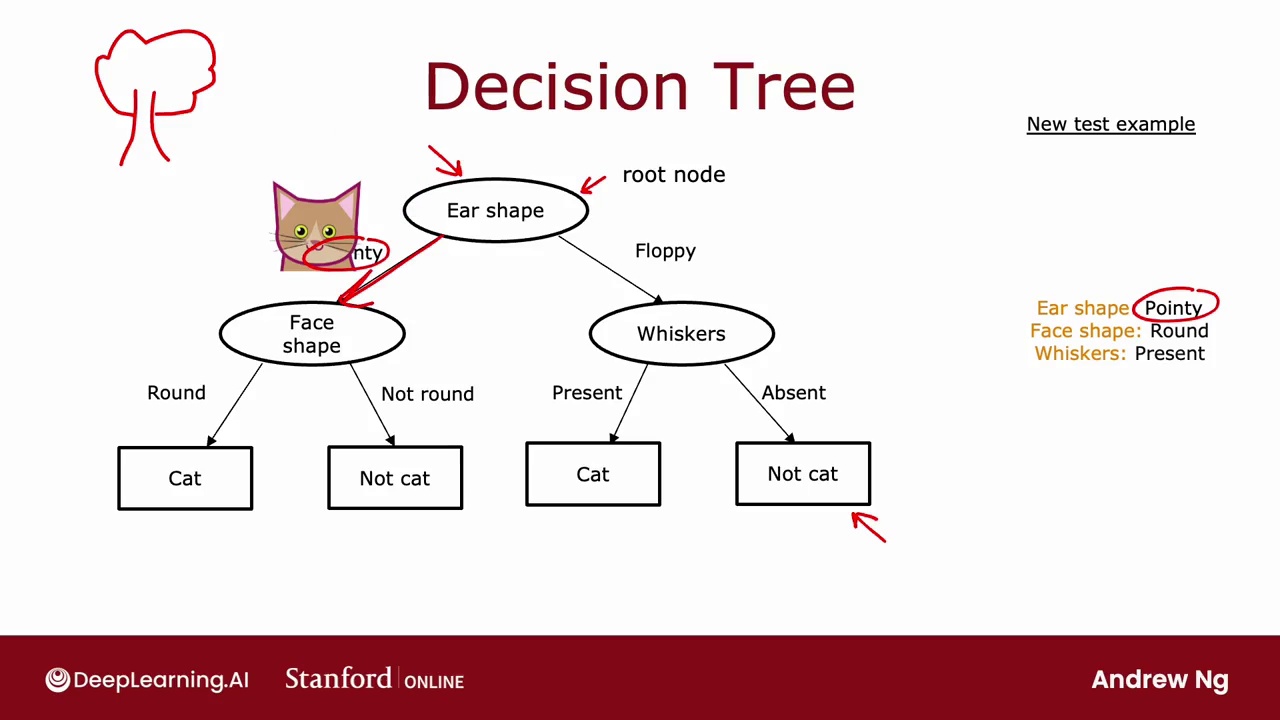 Decision Tree
New test example
root node
Ear shape
nty
Floppy
Face
shape
Whiskers
Ear shape Pointy
Face shape: Round
Whiskers: Present
Round
Not round
Present
Absent
Cat
Not cat
Cat
Not cat
DeepLearning.AI
Stanford ONLINE
Andrew Ng